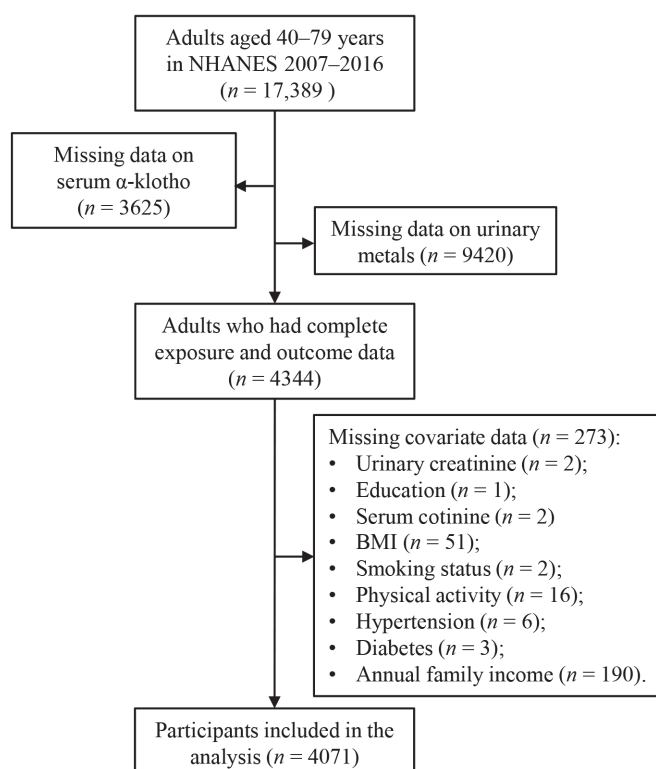 Adults aged 40–79 years
in NHANES 2007–2016
(n = 17,389 )
Missing data on
serum α-klotho
(n = 3625)
Missing data on urinary
metals (n = 9420)
Adults who had complete
exposure and outcome data
(n = 4344)
Missing covariate data (n = 273):
• Urinary creatinine (n = 2);
• Education (n = 1);
• Serum cotinine (n = 2)
• BMI (n = 51);
• Smoking status (n = 2);
• Physical activity (n = 16);
• Hypertension (n = 6);
• Diabetes (n = 3);
• Annual family income (n = 190).
Participants included in the
analysis (n = 4071)